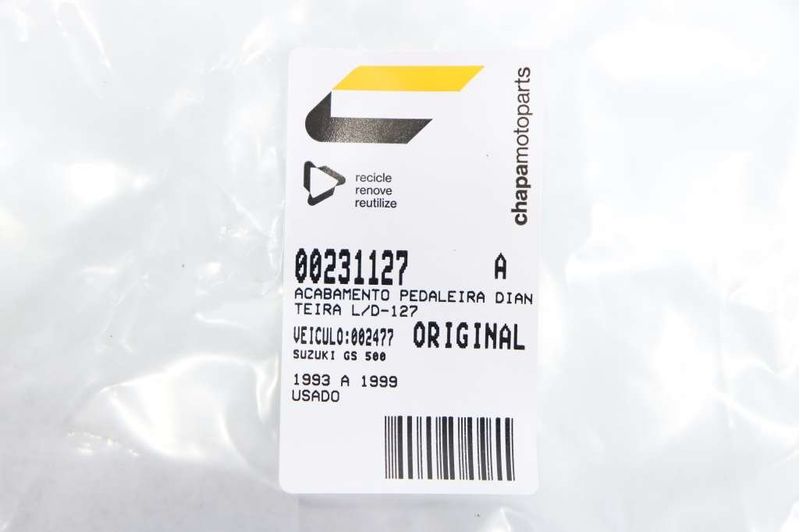 chapamotoparts
recicle
renove
reutilize
00231127 A
ACABAMENTO PEDALEIRA DIAN
TEIRA L/D-127
VEICULO:002477 ORIGINAL
SUZUKI GS 500
1993 A 1999
USADO